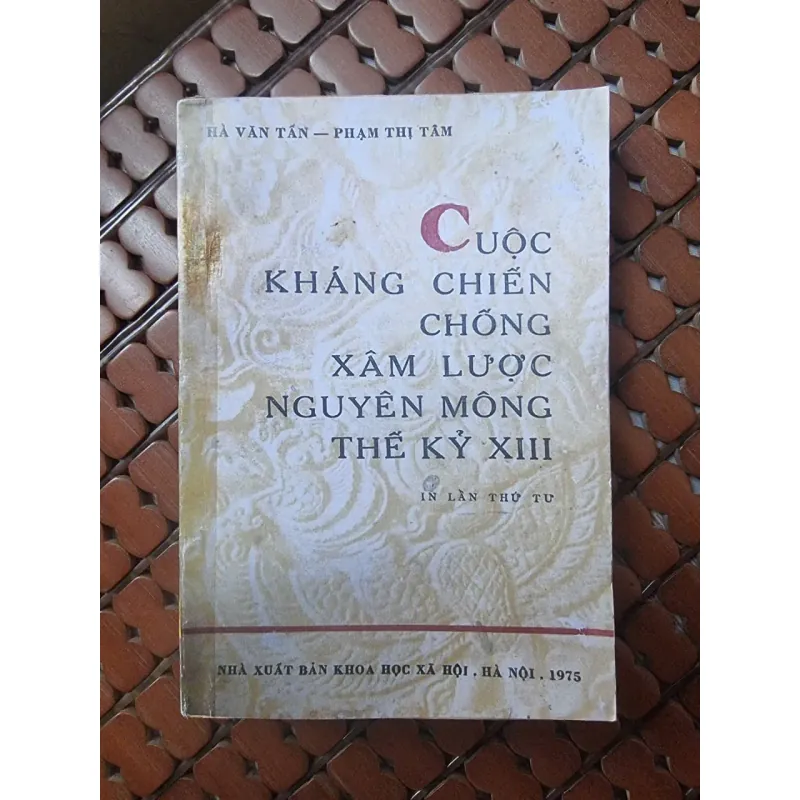 HÀ VĂN TẤN — PHẠM THỊ TÂM
CUỘC
KHÁNG CHIẾN
CHỐNG
XÂM LƯỢC
NGUYÊN MÔNG
THẾ KỶ XIII
IN LẦN THỨ TƯ
NHÀ XUẤT BẢN KHOA HỌC XÃ HỘI . HÀ NỘI . 1975